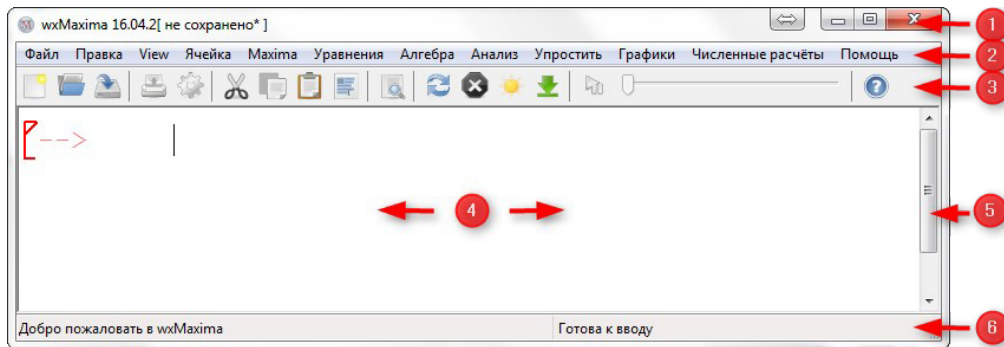 wxMaxima 16.04.2[ не сохранено* ]
1
Файл Правка View Ячейка Maxima Уравнения Алгебра Анализ Упростить Графики Численные расчёты Помощь
2
3
-->
4
5
Добро пожаловать в wxMaxima Готова к вводу
6